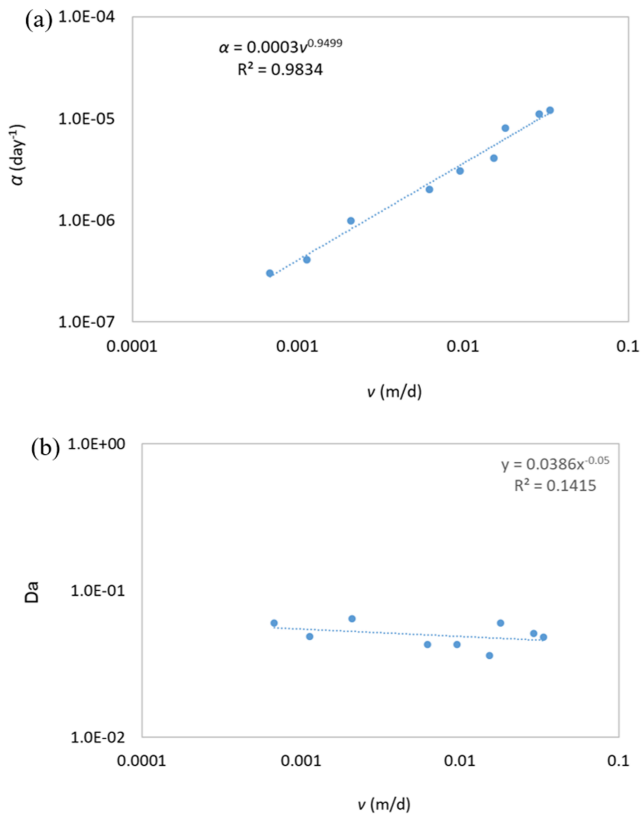 (a)
1.0E-04
α = 0.0003v^0.9499
R² = 0.9834
1.0E-05
α (day⁻¹)
1.0E-06
1.0E-07
0.0001 0.001 0.01 0.1
v (m/d)
(b)
1.0E+00
y = 0.0386x^-0.05
R² = 0.1415
1.0E-01
Da
1.0E-02
0.0001 0.001 0.01 0.1
v (m/d)